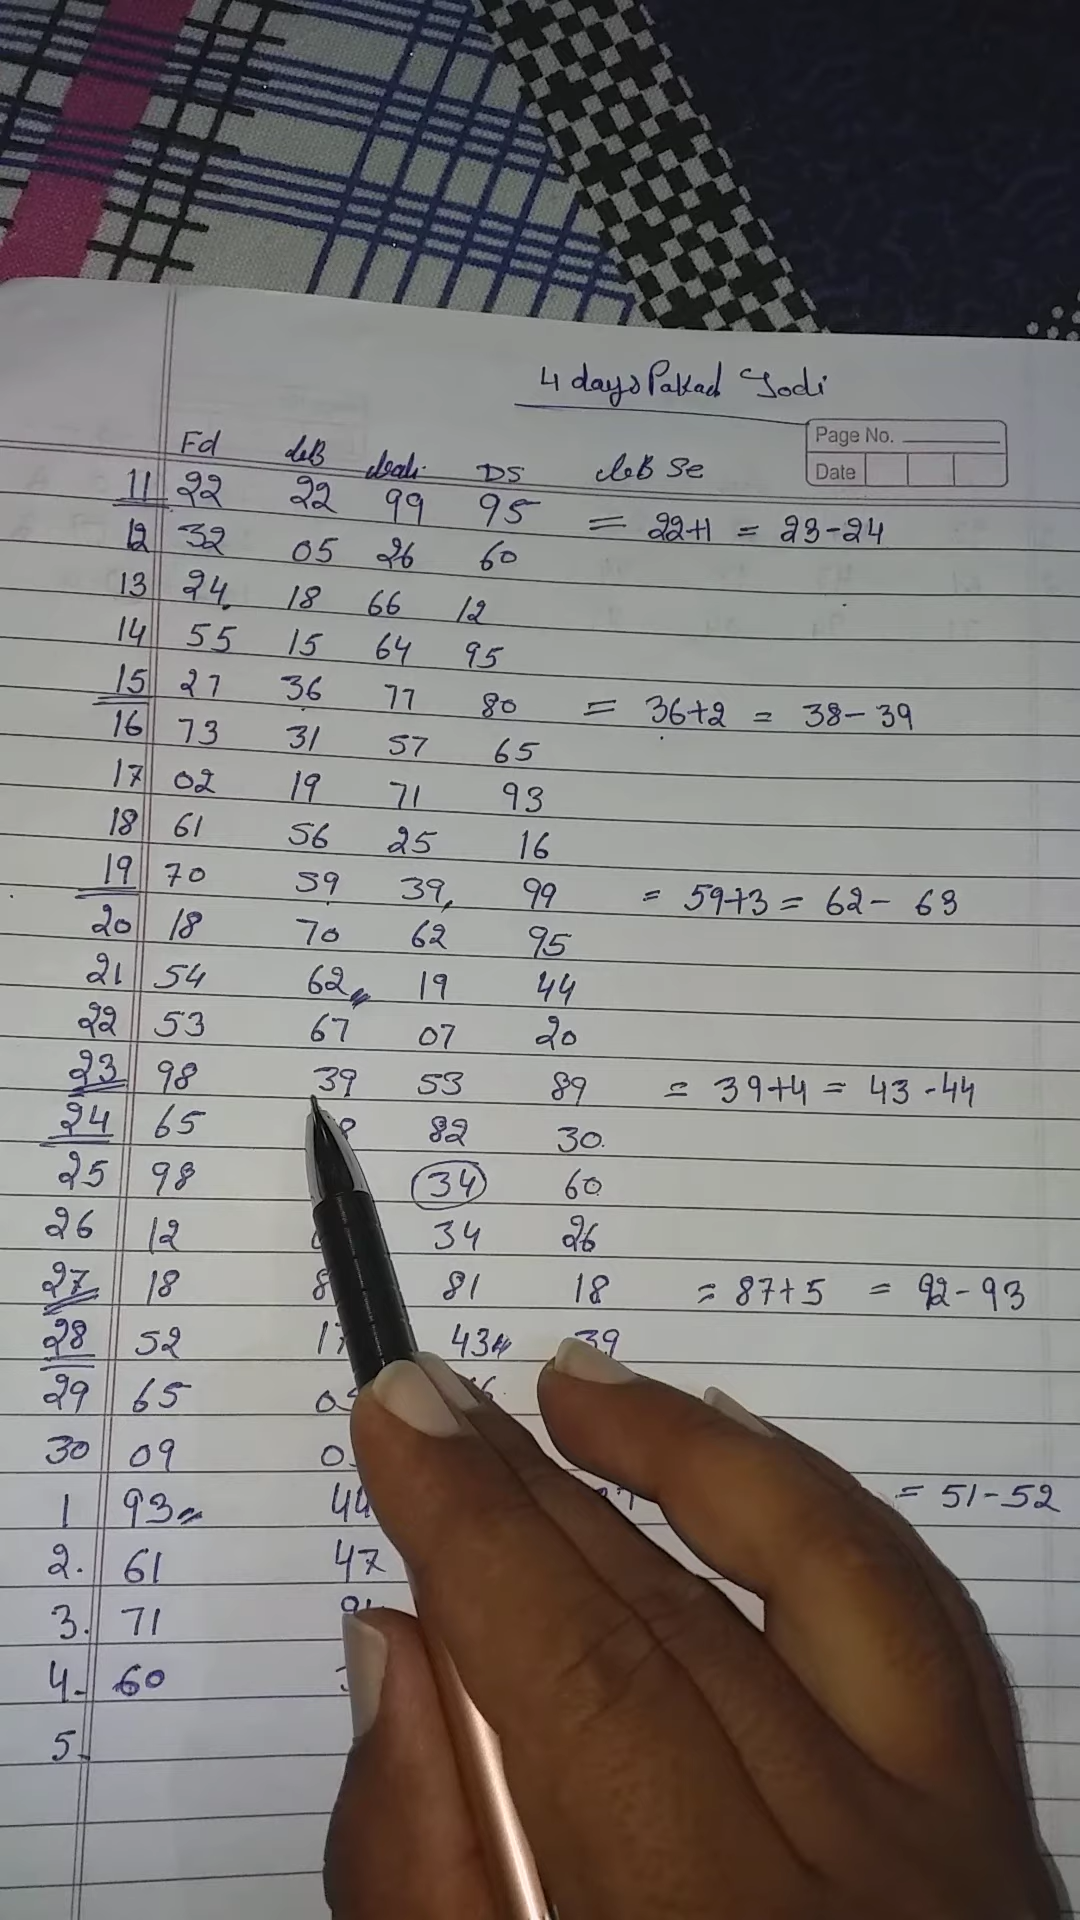 4 days Pakad Jodi
Page No.
Date
Fd
DS
Se
11 22 22 99 95 = 22+1 = 23-24
12 32 05 26 60
13 24 18 66 12
14 55 15 64 95
15 27 36 77 80 = 36+2 = 38-39
16 73 31 57 65
17 02 19 71 93
18 61 56 25 16
19 70 59 39 99 = 59+3 = 62-63
20 18 70 62 95
21 54 62 19 44
22 53 67 07 20
23 98 39 53 89 = 39+4 = 43-44
24 65 82 30
25 98 34 60
26 12 34 26
27 18 81 18 = 87+5 = 92-93
28 52 43 39
29 65
30 09
1 93 = 51-52
2. 61 47
3. 71
4. 60
5.